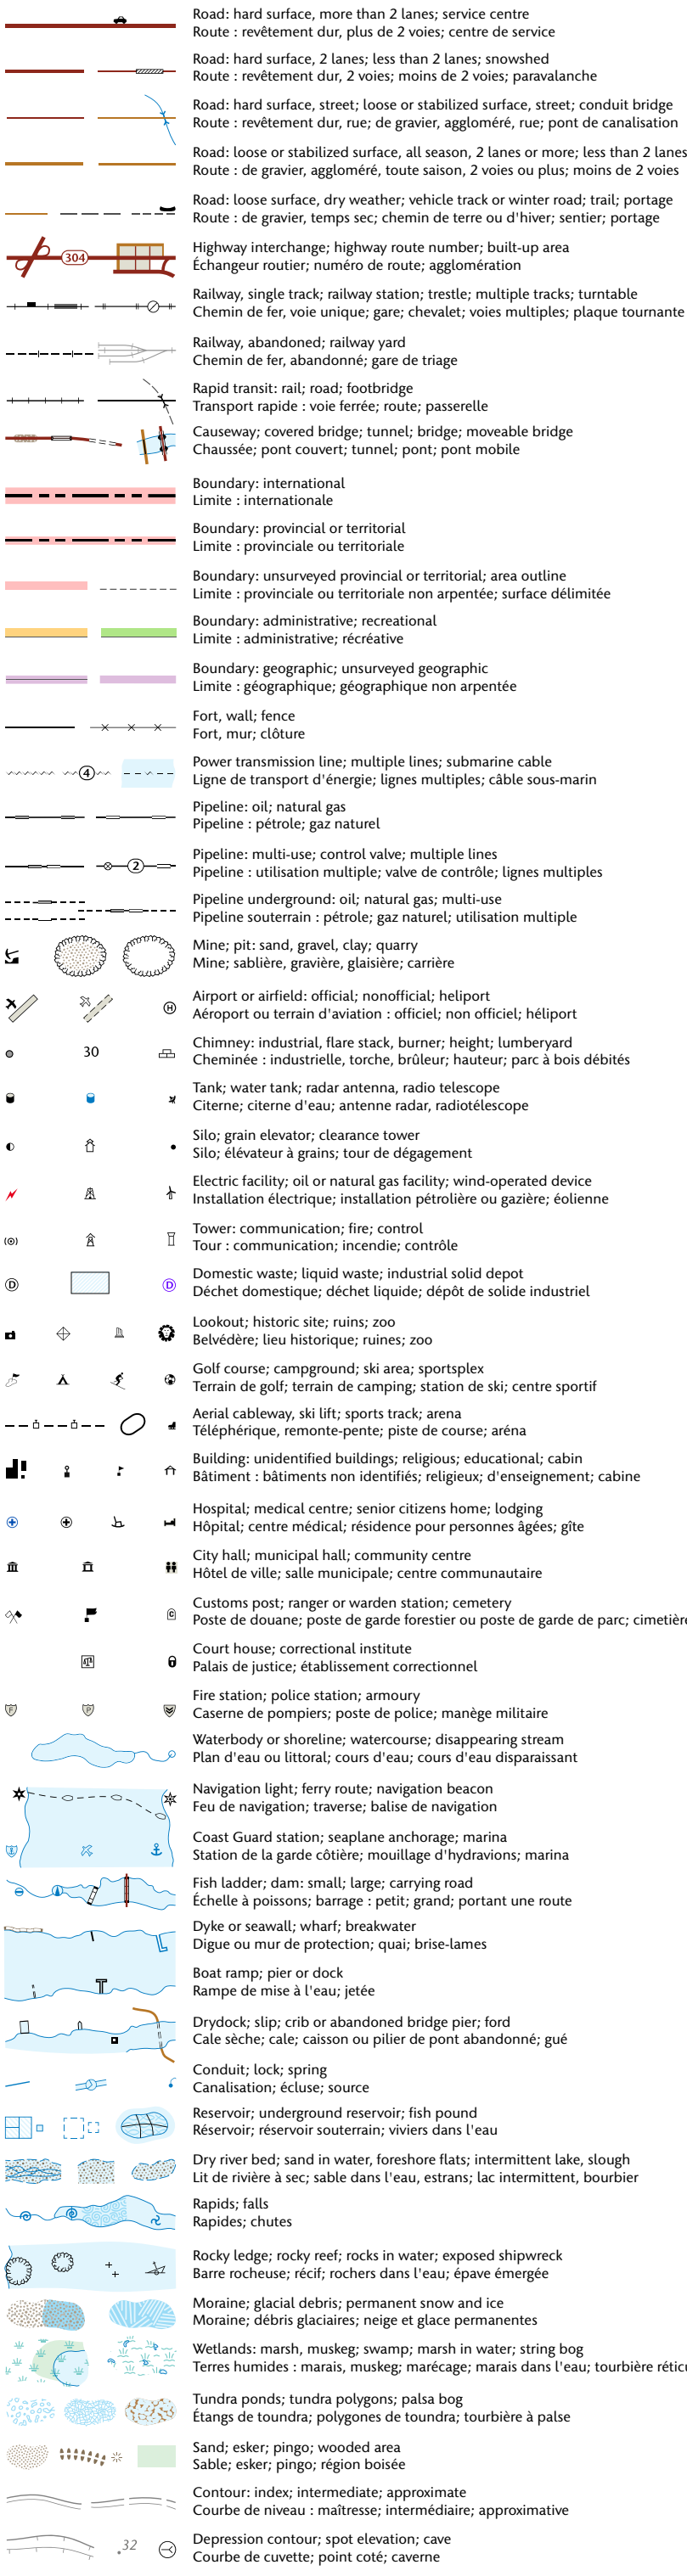 Road: hard surface, more than 2 lanes; service centre
Route : revêtement dur, plus de 2 voies; centre de service
Road: hard surface, 2 lanes; less than 2 lanes; snowshed
Route : revêtement dur, 2 voies; moins de 2 voies; paravalanche
Road: hard surface, street; loose or stabilized surface, street; conduit bridge
Route : revêtement dur, rue; de gravier, aggloméré, rue; pont de canalisation
Road: loose or stabilized surface, all season, 2 lanes or more; less than 2 lanes
Route : de gravier, aggloméré, toute saison, 2 voies ou plus; moins de 2 voies
Road: loose surface, dry weather; vehicle track or winter road; trail; portage
Route : de gravier, temps sec; chemin de terre ou d'hiver; sentier; portage
304
Highway interchange; highway route number; built-up area
Échangeur routier; numéro de route; agglomération
Railway, single track; railway station; trestle; multiple tracks; turntable
Chemin de fer, voie unique; gare; chevalet; voies multiples; plaque tournante
Railway, abandoned; railway yard
Chemin de fer, abandonné; gare de triage
Rapid transit: rail; road; footbridge
Transport rapide : voie ferrée; route; passerelle
Causeway; covered bridge; tunnel; bridge; moveable bridge
Chaussée; pont couvert; tunnel; pont; pont mobile
Boundary: international
Limite : internationale
Boundary: provincial or territorial
Limite : provinciale ou territoriale
Boundary: unsurveyed provincial or territorial; area outline
Limite : provinciale ou territoriale non arpentée; surface délimitée
Boundary: administrative; recreational
Limite : administrative; récréative
Boundary: geographic; unsurveyed geographic
Limite : géographique; géographique non arpentée
Fort, wall; fence
Fort, mur; clôture
4
Power transmission line; multiple lines; submarine cable
Ligne de transport d'énergie; lignes multiples; câble sous-marin
Pipeline: oil; natural gas
Pipeline : pétrole; gaz naturel
2
Pipeline: multi-use; control valve; multiple lines
Pipeline : utilisation multiple; valve de contrôle; lignes multiples
Pipeline underground: oil; natural gas; multi-use
Pipeline souterrain : pétrole; gaz naturel; utilisation multiple
Mine; pit: sand, gravel, clay; quarry
Mine; sablière, gravière, glaisière; carrière
H
Airport or airfield: official; nonofficial; heliport
Aéroport ou terrain d'aviation : officiel; non officiel; héliport
30
Chimney: industrial, flare stack, burner; height; lumberyard
Cheminée : industrielle, torche, brûleur; hauteur; parc à bois débités
Tank; water tank; radar antenna, radio telescope
Citerne; citerne d'eau; antenne radar, radiotélescope
Silo; grain elevator; clearance tower
Silo; élévateur à grains; tour de dégagement
Electric facility; oil or natural gas facility; wind-operated device
Installation électrique; installation pétrolière ou gazière; éolienne
Tower: communication; fire; control
Tour : communication; incendie; contrôle
D D
Domestic waste; liquid waste; industrial solid depot
Déchet domestique; déchet liquide; dépôt de solide industriel
Lookout; historic site; ruins; zoo
Belvédère; lieu historique; ruines; zoo
Golf course; campground; ski area; sportsplex
Terrain de golf; terrain de camping; station de ski; centre sportif
Aerial cableway, ski lift; sports track; arena
Téléphérique, remonte-pente; piste de course; aréna
Building: unidentified buildings; religious; educational; cabin
Bâtiment : bâtiments non identifiés; religieux; d'enseignement; cabine
Hospital; medical centre; senior citizens home; lodging
Hôpital; centre médical; résidence pour personnes âgées; gîte
City hall; municipal hall; community centre
Hôtel de ville; salle municipale; centre communautaire
C
Customs post; ranger or warden station; cemetery
Poste de douane; poste de garde forestier ou poste de garde de parc; cimetière
Court house; correctional institute
Palais de justice; établissement correctionnel
F P
Fire station; police station; armoury
Caserne de pompiers; poste de police; manège militaire
Waterbody or shoreline; watercourse; disappearing stream
Plan d'eau ou littoral; cours d'eau; cours d'eau disparaissant
Navigation light; ferry route; navigation beacon
Feu de navigation; traverse; balise de navigation
Coast Guard station; seaplane anchorage; marina
Station de la garde côtière; mouillage d'hydravions; marina
Fish ladder; dam: small; large; carrying road
Échelle à poissons; barrage : petit; grand; portant une route
Dyke or seawall; wharf; breakwater
Digue ou mur de protection; quai; brise-lames
Boat ramp; pier or dock
Rampe de mise à l'eau; jetée
Drydock; slip; crib or abandoned bridge pier; ford
Cale sèche; cale; caisson ou pilier de pont abandonné; gué
Conduit; lock; spring
Canalisation; écluse; source
Reservoir; underground reservoir; fish pound
Réservoir; réservoir souterrain; viviers dans l'eau
Dry river bed; sand in water, foreshore flats; intermittent lake, slough
Lit de rivière à sec; sable dans l'eau, estrans; lac intermittent, bourbier
Rapids; falls
Rapides; chutes
Rocky ledge; rocky reef; rocks in water; exposed shipwreck
Barre rocheuse; récif; rochers dans l'eau; épave émergée
Moraine; glacial debris; permanent snow and ice
Moraine; débris glaciaires; neige et glace permanentes
Wetlands: marsh, muskeg; swamp; marsh in water; string bog
Terres humides : marais, muskeg; marécage; marais dans l'eau; tourbière
Tundra ponds; tundra polygons; palsa bog
Étangs de toundra; polygones de toundra; tourbière à palse
Sand; esker; pingo; wooded area
Sable; esker; pingo; région boisée
Contour: index; intermediate; approximate
Courbe de niveau : maîtresse; intermédiaire; approximative
.32
Depression contour; spot elevation; cave
Courbe de cuvette; point coté; caverne